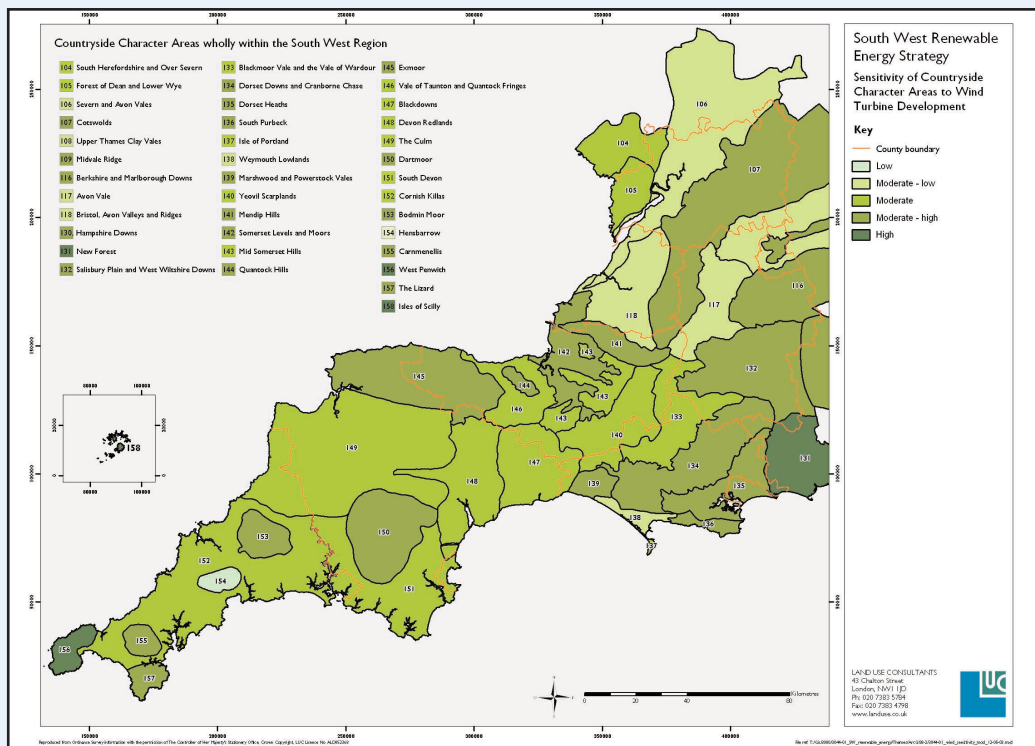 150000 200000 250000 300000 350000 400000
Countryside Character Areas wholly within the South West Region
104 South Herefordshire and Over Severn
105 Forest of Dean and Lower Wye
106 Severn and Avon Vales
107 Cotswolds
108 Upper Thames Clay Vales
109 Midvale Ridge
116 Berkshire and Marlborough Downs
117 Avon Vale
118 Bristol, Avon Valleys and Ridges
130 Hampshire Downs
131 New Forest
132 Salisbury Plain and West Wiltshire Downs
133 Blackmoor Vale and the Vale of Wardour
134 Dorset Downs and Cranborne Chase
135 Dorset Heaths
136 South Purbeck
137 Isle of Portland
138 Weymouth Lowlands
139 Marshwood and Powerstock Vales
140 Yeovil Scarplands
141 Mendip Hills
142 Somerset Levels and Moors
143 Mid Somerset Hills
144 Quantock Hills
145 Exmoor
146 Vale of Taunton and Quantock Fringes
147 Blackdowns
148 Devon Redlands
149 The Culm
150 Dartmoor
151 South Devon
152 Cornish Killas
153 Bodmin Moor
154 Hensbarrow
155 Carnmenellis
156 West Penwith
157 The Lizard
158 Isles of Scilly
106
104
107
105
116
117
118
142 143 141
145
144
132
146
143
133
143
140
149
147
131
148
134
139
135
150
138
136
153
137
152
154
151
155
156
157
158
80000 100000
80000 100000
0 20 40 80
Kilometres
150000 200000 250000 300000 350000 400000
South West Renewable
Energy Strategy
Sensitivity of Countryside
Character Areas to Wind
Turbine Development
Key
County boundary
Low
Moderate - low
Moderate
Moderate - high
High
LAND USE CONSULTANTS
43 Chalton Street
London, NW1 1JD
Ph: 020 7383 5784
Fax: 020 7383 4798
www.landuse.co.uk
LUC